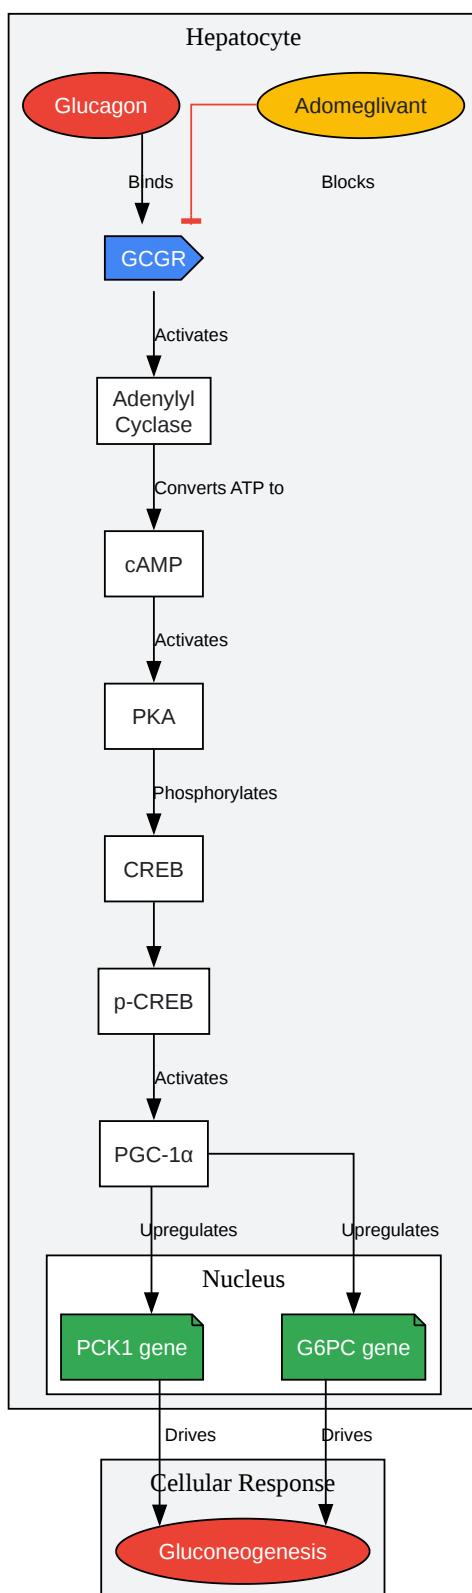 Hepatocyte
Glucagon
Adomeglivant
Binds
Blocks
GCGR
Activates
Adenylyl
Cyclase
Converts ATP to
cAMP
Activates
PKA
Phosphorylates
CREB
p-CREB
Activates
PGC-1α
Upregulates
Upregulates
Nucleus
PCK1 gene
G6PC gene
Drives
Drives
Cellular Response
Gluconeogenesis